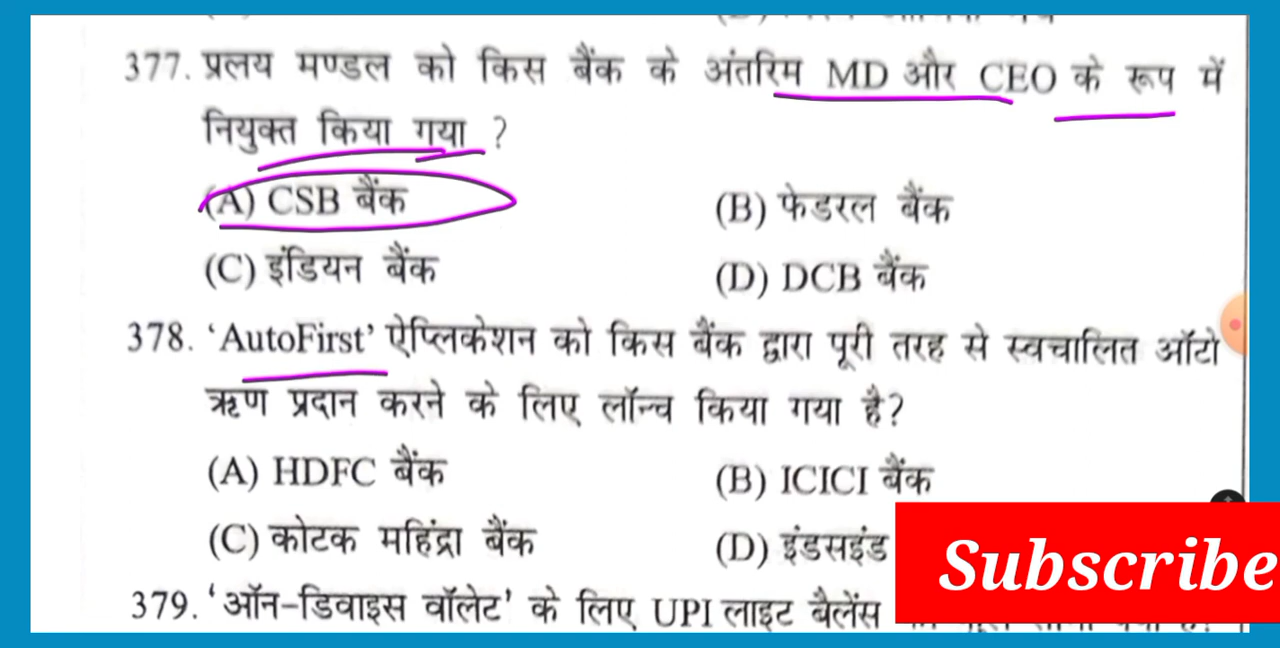 377. प्रलय मण्डल को किस बैंक के अंतरिम MD और CEO के रूप में
नियुक्त किया गया ?
(A) CSB बैंक
(B) फेडरल बैंक
(C) इंडियन बैंक
(D) DCB बैंक
378. ‘AutoFirst’ ऐप्लिकेशन को किस बैंक द्वारा पूरी तरह से स्वचालित ऑटो
ऋण प्रदान करने के लिए लॉन्च किया गया है?
(A) HDFC बैंक
(B) ICICI बैंक
(C) कोटक महिंद्रा बैंक
(D) इंडसइंड
Subscribe
379. ‘ऑन-डिवाइस वॉलेट’ के लिए UPI लाइट बैलेंस